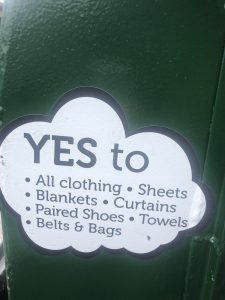 YES to
• All clothing • Sheets
• Blankets • Curtains
• Paired Shoes • Towels
• Belts & Bags